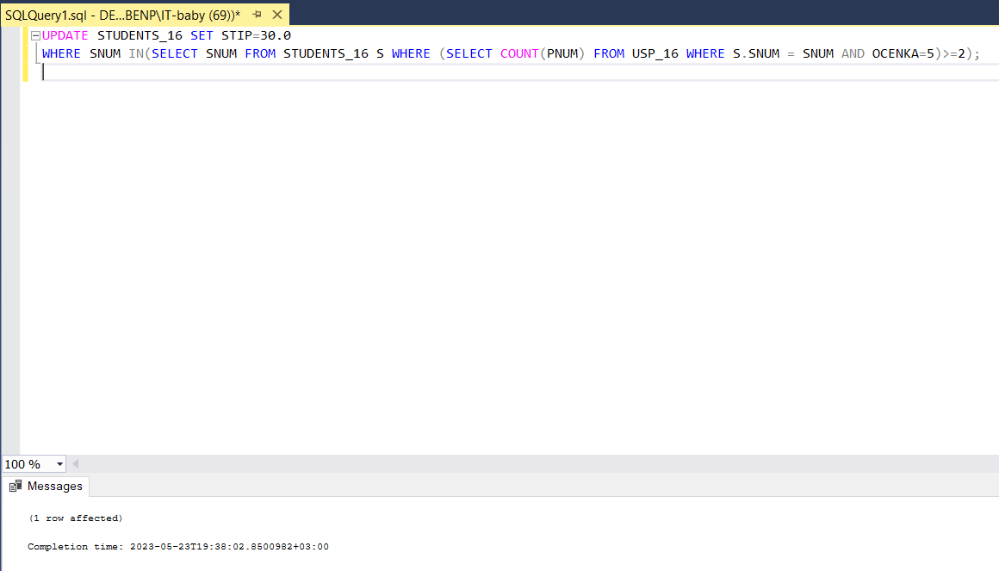 SQLQuery1.sql - DE...BENP\IT-baby (69))*
UPDATE STUDENTS_16 SET STIP=30.0
WHERE SNUM IN(SELECT SNUM FROM STUDENTS_16 S WHERE (SELECT COUNT(PNUM) FROM USP_16 WHERE S.SNUM = SNUM AND OCENKA=5)>=2);
100 %
Messages
(1 row affected)
Completion time: 2023-05-23T19:38:02.8500982+03:00